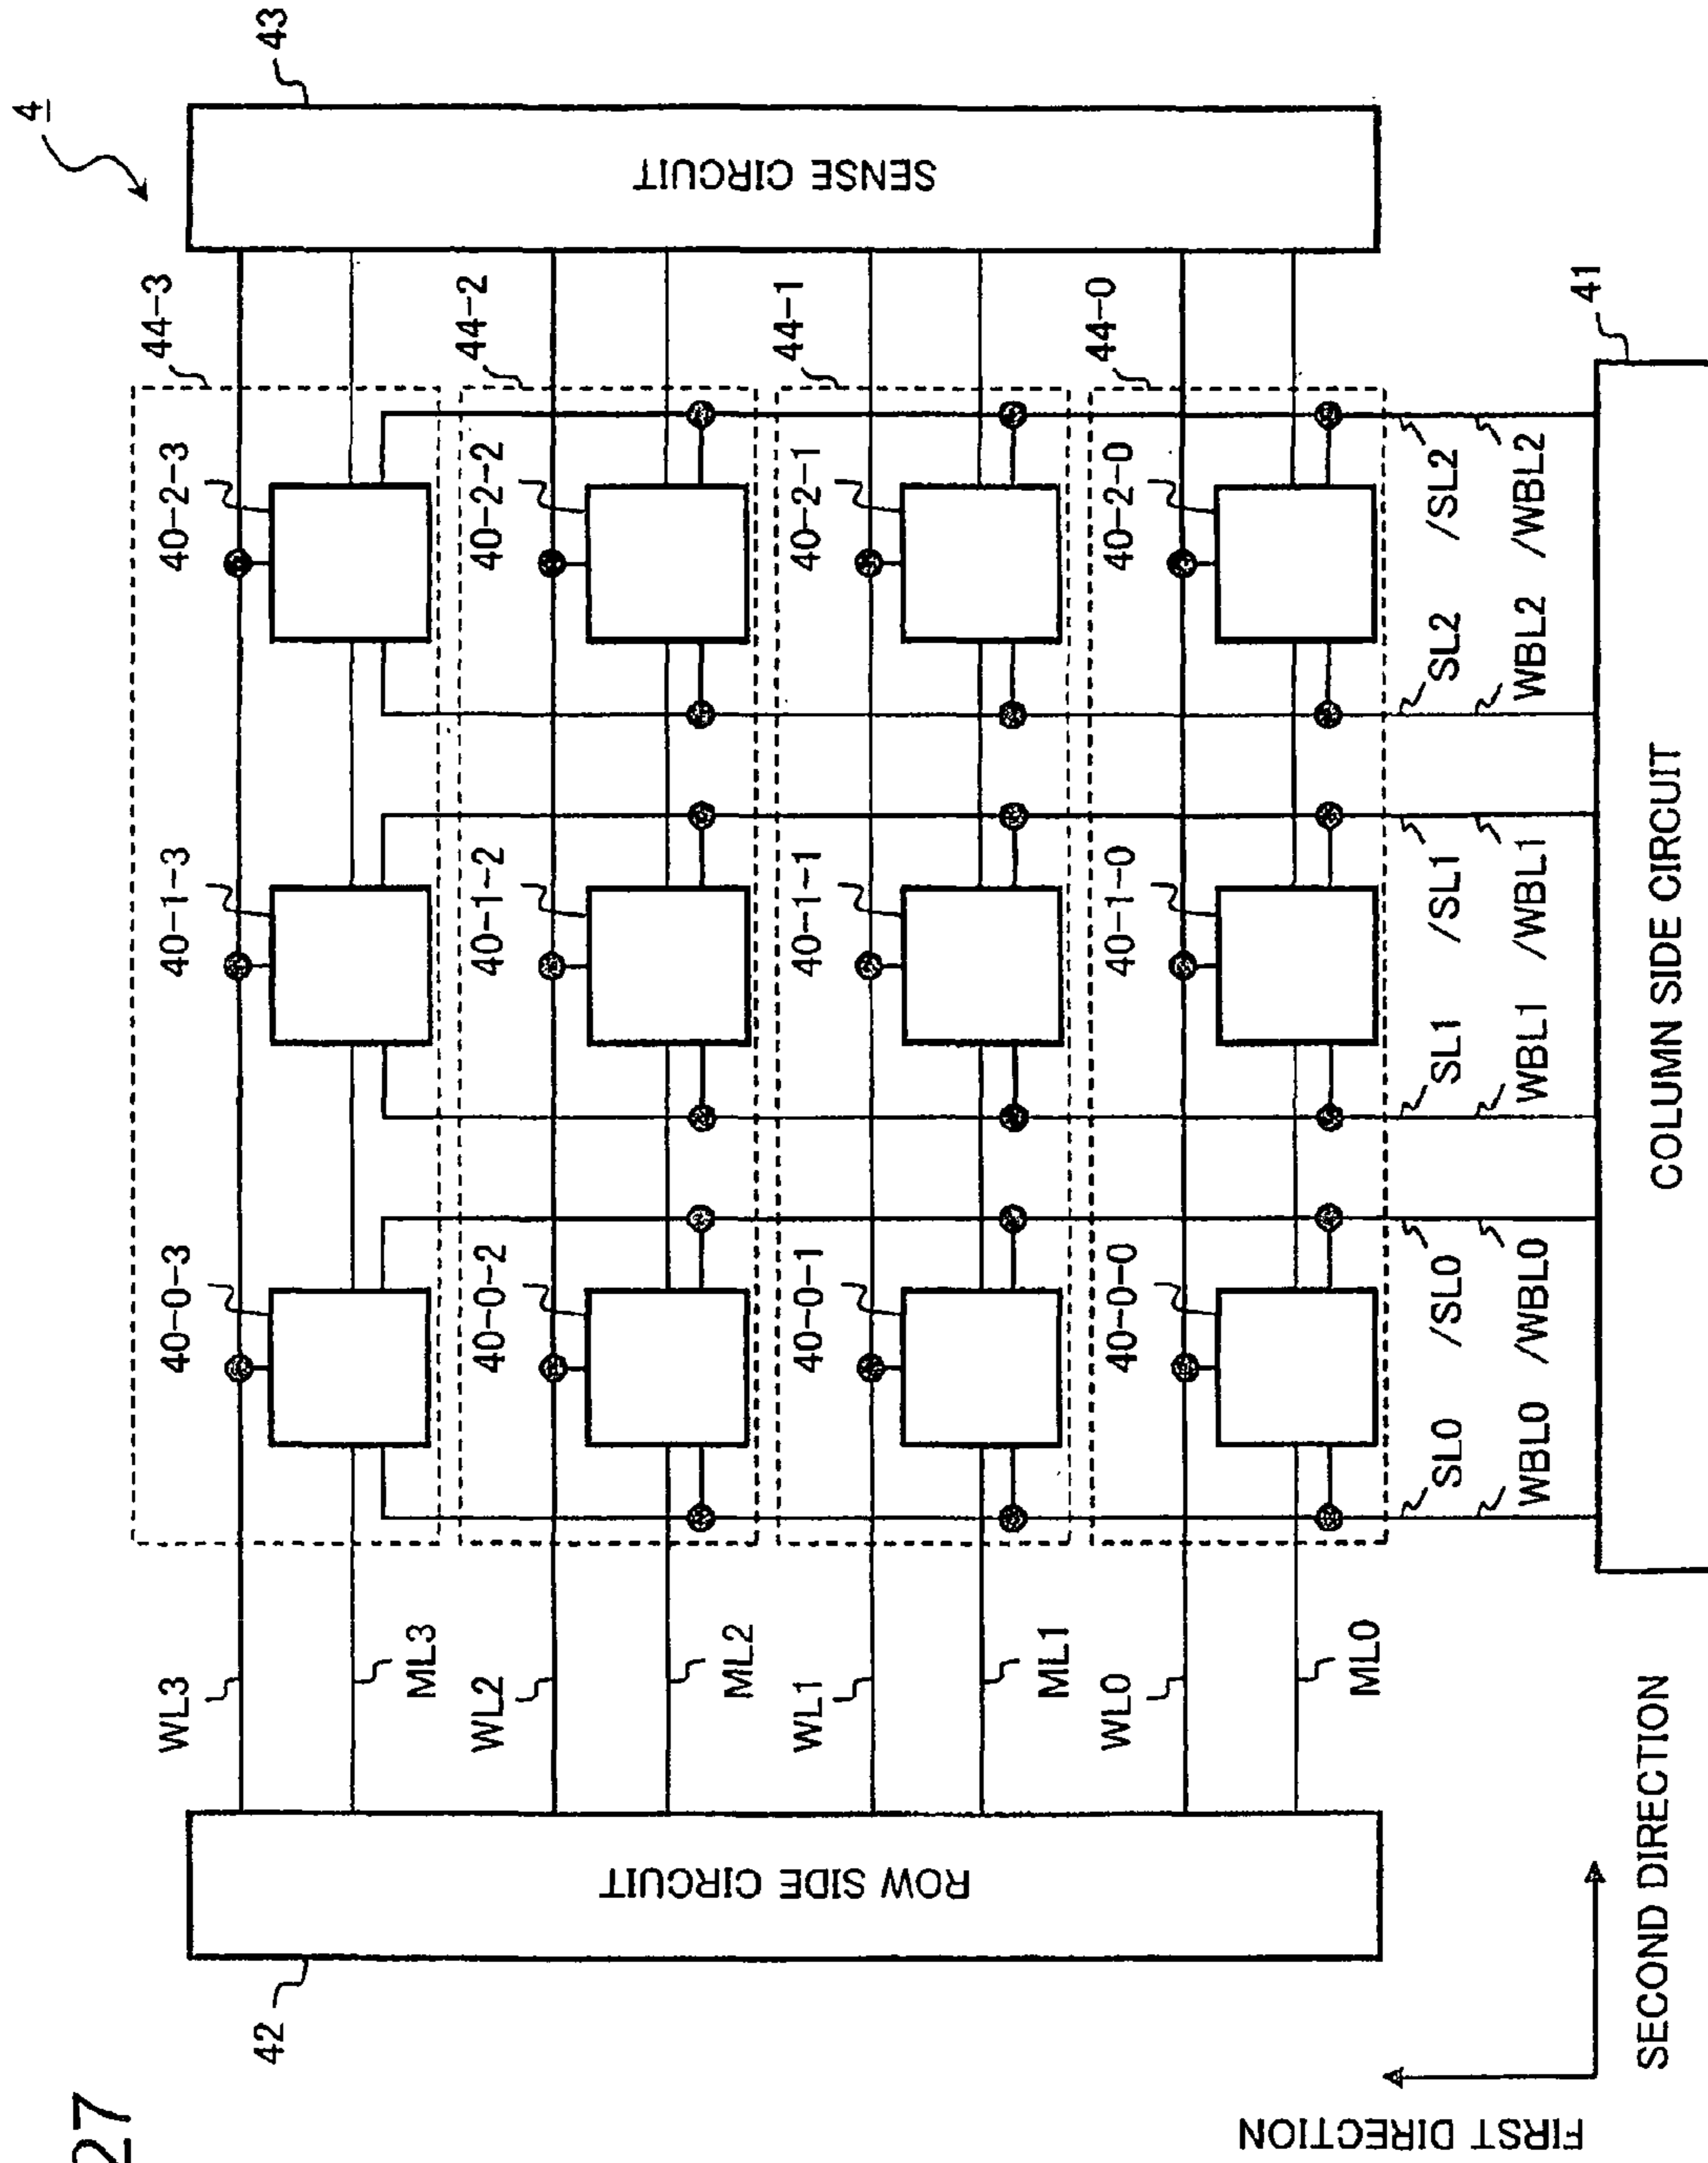 27
4
42
ROW SIDE CIRCUIT
43
SENSE CIRCUIT
WL3
ML3
WL2
ML2
WL1
ML1
WL0
ML0
44-3
40-0-3
40-1-3
40-2-3
44-2
40-0-2
40-1-2
40-2-2
44-1
40-0-1
40-1-1
40-2-1
44-0
40-0-0
40-1-0
40-2-0
SL0 /SL0
SL1 /SL1
SL2 /SL2
WBL0 /WBL0
WBL1 /WBL1
WBL2 /WBL2
41
COLUMN SIDE CIRCUIT
FIRST DIRECTION
SECOND DIRECTION